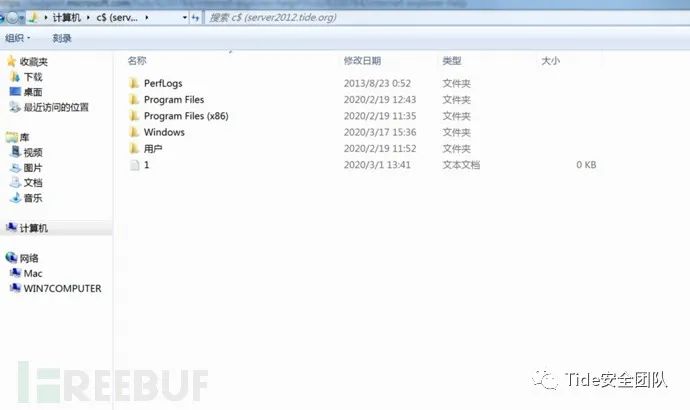 计算机 c$ (serv... 搜索 c$ (server2012.tide.org)
组织 刻录
名称 修改日期 类型 大小
收藏夹
下载
桌面
最近访问的位置
库
视频
图片
文档
音乐
计算机
网络
Mac
WIN7COMPUTER
PerfLogs 2013/8/23 0:52 文件夹
Program Files 2020/2/19 12:43 文件夹
Program Files (x86) 2020/2/19 11:35 文件夹
Windows 2020/3/17 15:36 文件夹
用户 2020/2/19 11:52 文件夹
1 2020/3/1 13:41 文本文档 0 KB
FREEBUF
Tide安全团队